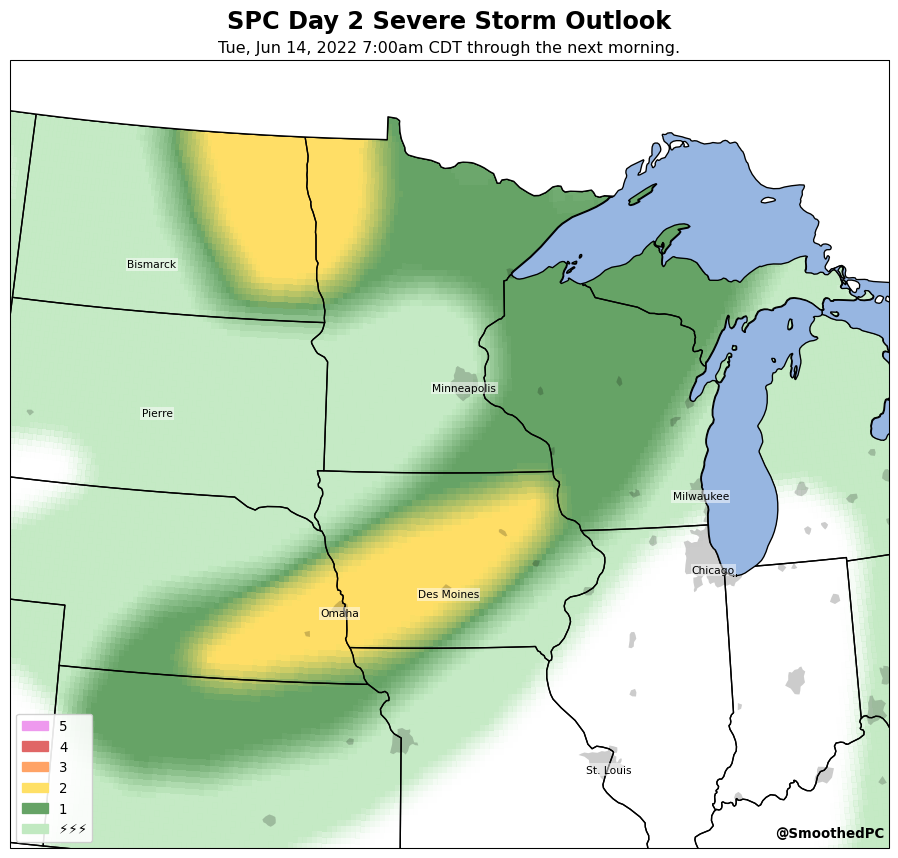 SPC Day 2 Severe Storm Outlook
Tue, Jun 14, 2022 7:00am CDT through the next morning.
Bismarck
Minneapolis
Pierre
Milwaukee
Chicago
Des Moines
Omaha
St. Louis
5
4
3
2
1
⚡⚡⚡
@SmoothedPC